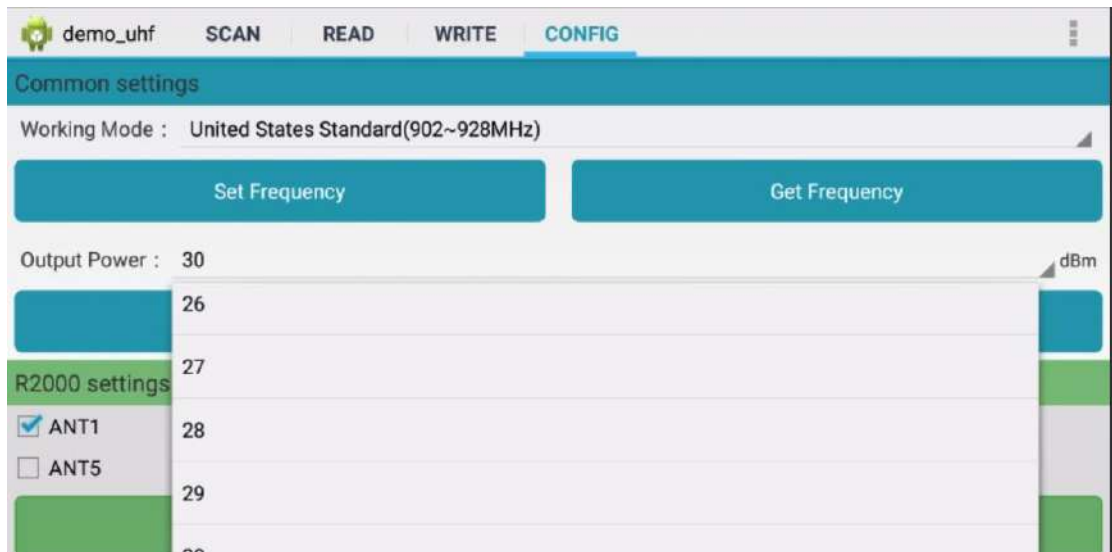 demo_uhf SCAN READ WRITE CONFIG
Common settings
Working Mode : United States Standard(902~928MHz)
Set Frequency Get Frequency
Output Power : 30 dBm
26
27
R2000 settings
ANT1
28
ANT5
29